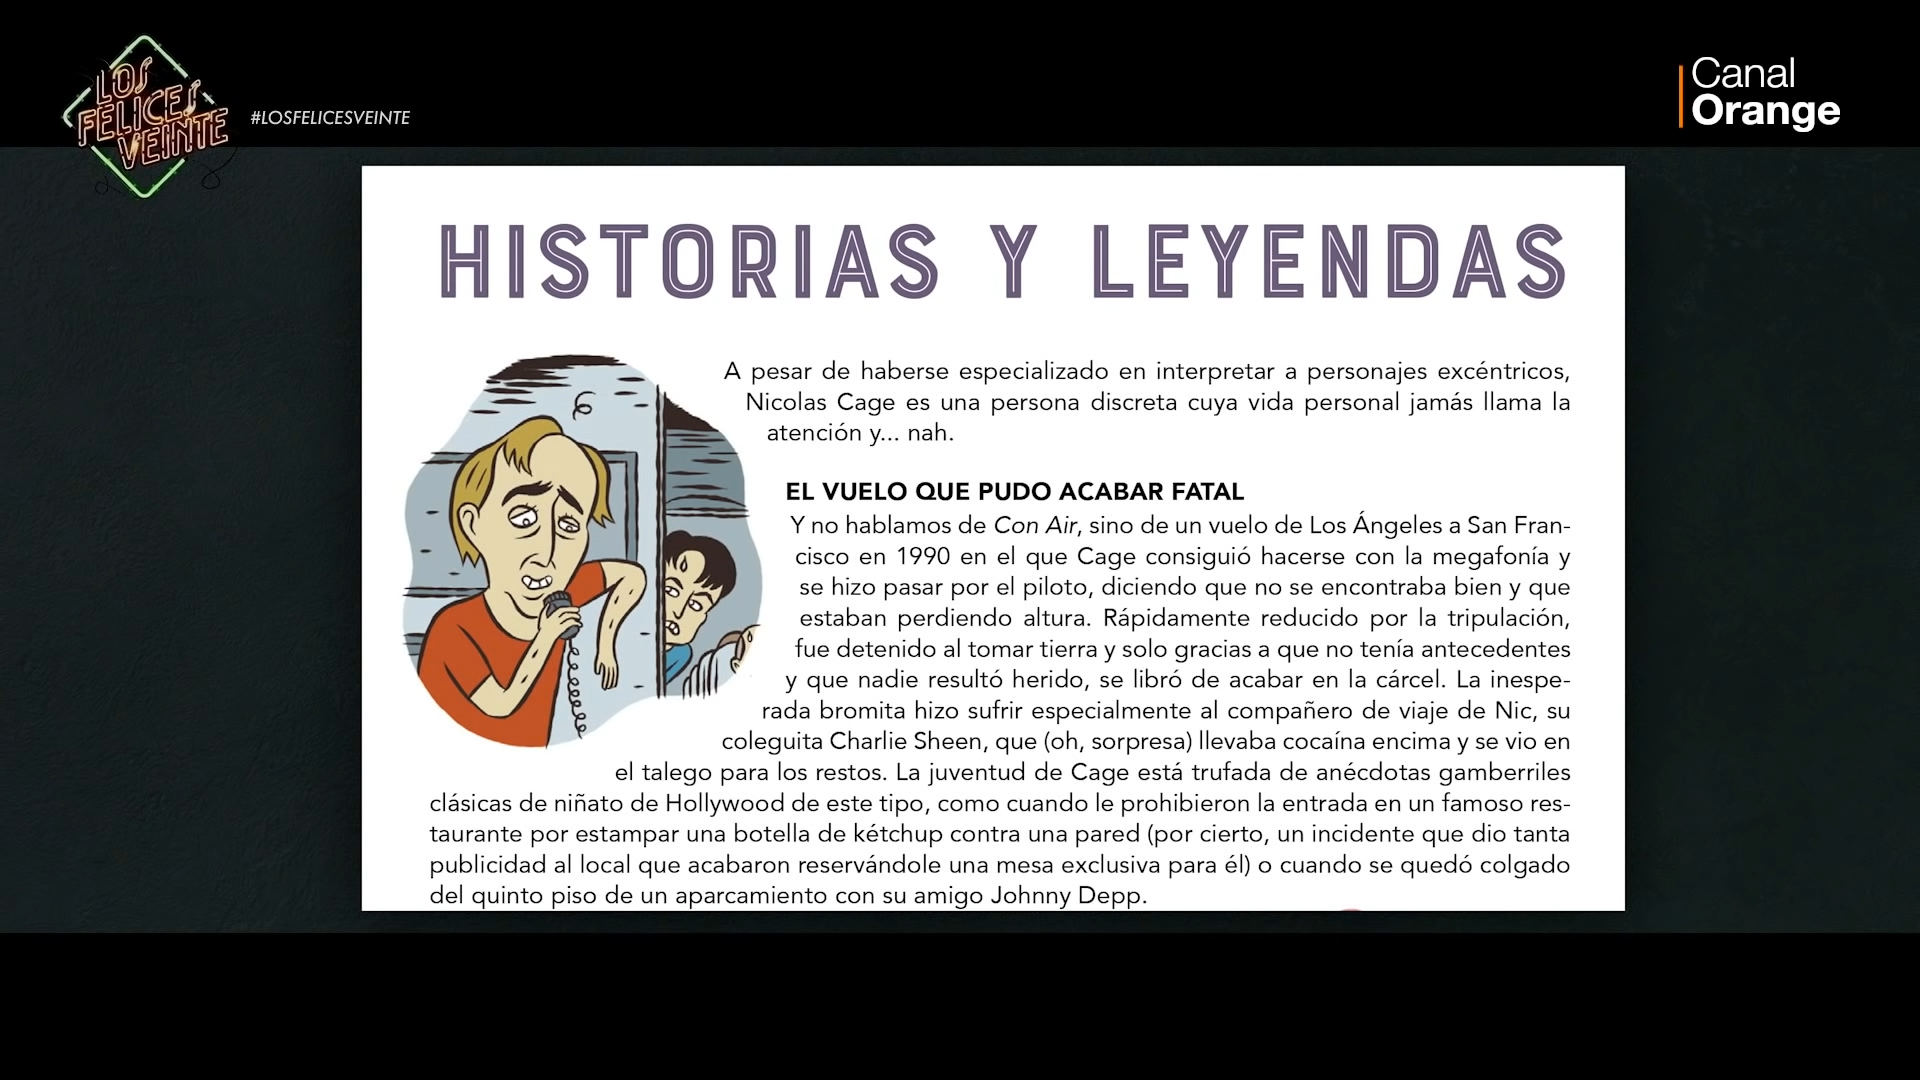 LOS
FELICES
VEINTE
#LOSFELICESVEINTE
Canal
Orange
HISTORIAS Y LEYENDAS
A pesar de haberse especializado en interpretar a personajes excéntricos,
Nicolas Cage es una persona discreta cuya vida personal jamás llama la
atención y... nah.
EL VUELO QUE PUDO ACABAR FATAL
Y no hablamos de Con Air, sino de un vuelo de Los Ángeles a San Fran-
cisco en 1990 en el que Cage consiguió hacerse con la megafonía y
se hizo pasar por el piloto, diciendo que no se encontraba bien y que
estaban perdiendo altura. Rápidamente reducido por la tripulación,
fue detenido al tomar tierra y solo gracias a que no tenía antecedentes
y que nadie resultó herido, se libró de acabar en la cárcel. La inespe-
rada bromita hizo sufrir especialmente al compañero de viaje de Nic, su
coleguita Charlie Sheen, que (oh, sorpresa) llevaba cocaína encima y se vio en
el talego para los restos. La juventud de Cage está trufada de anécdotas gamberriles
clásicas de niñato de Hollywood de este tipo, como cuando le prohibieron la entrada en un famoso res-
taurante por estampar una botella de kétchup contra una pared (por cierto, un incidente que dio tanta
publicidad al local que acabaron reservándole una mesa exclusiva para él) o cuando se quedó colgado
del quinto piso de un aparcamiento con su amigo Johnny Depp.